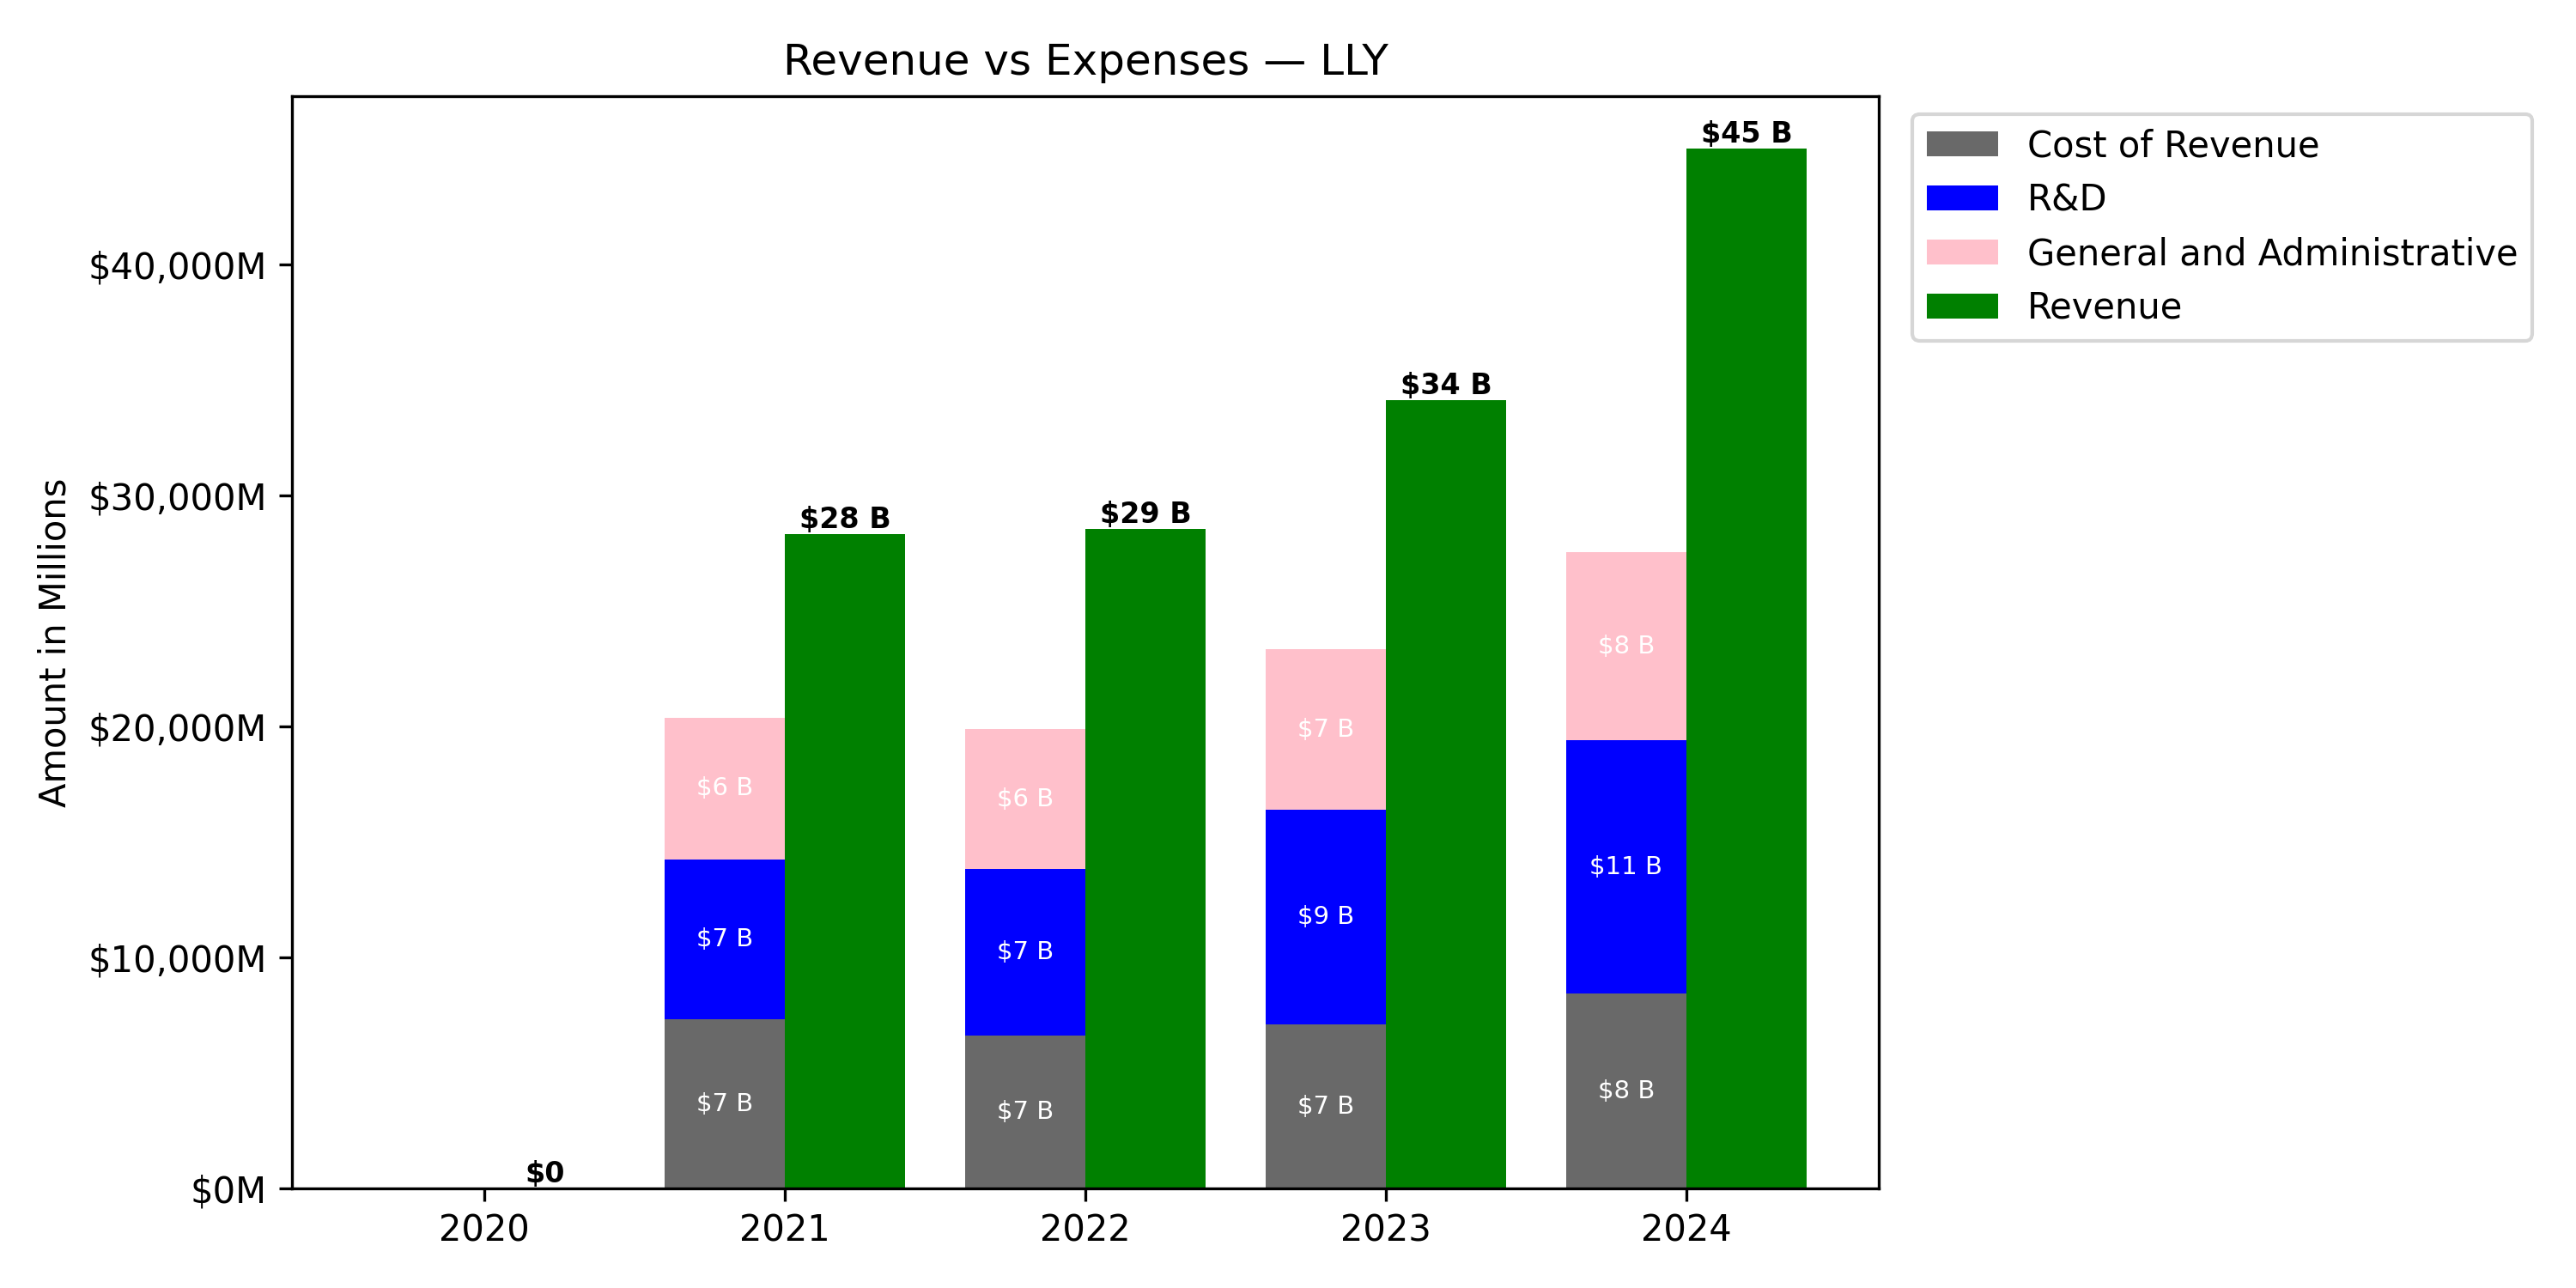 Revenue vs Expenses — LLY
Cost of Revenue
R&D
General and Administrative
Revenue
Amount in Millions
$40,000M
$30,000M
$20,000M
$10,000M
$0M
$0
$6 B
$7 B
$7 B
$28 B
$6 B
$7 B
$7 B
$29 B
$7 B
$9 B
$7 B
$34 B
$8 B
$11 B
$8 B
$45 B
2020 2021 2022 2023 2024